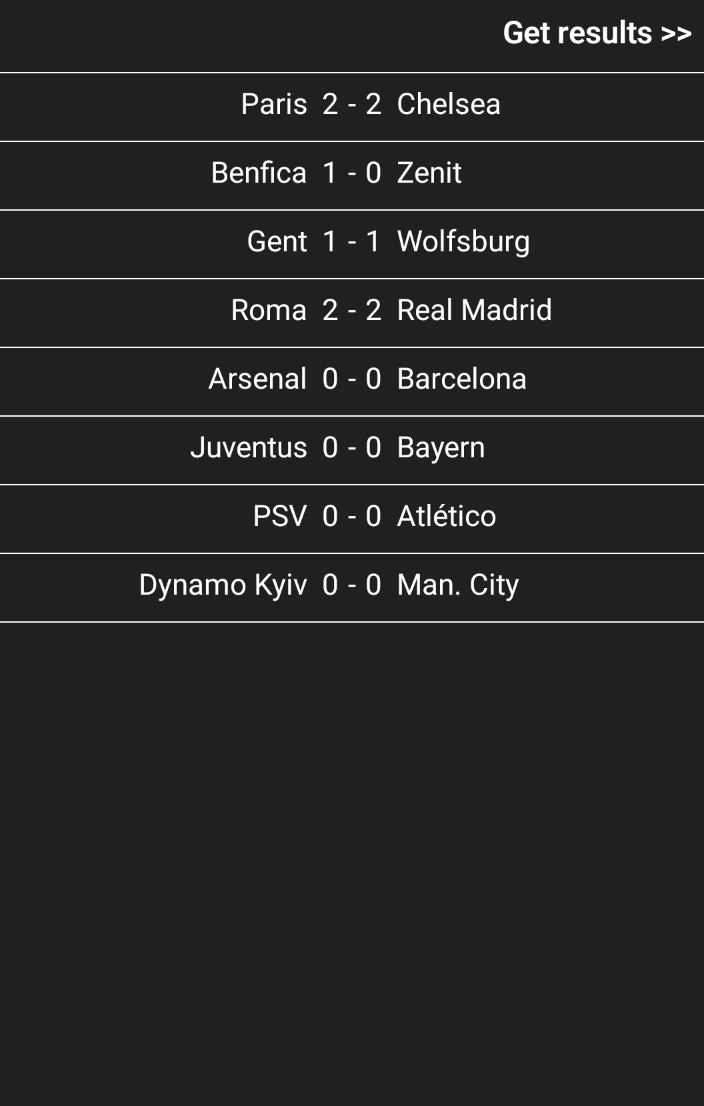 Get results >>
Paris 2 - 2 Chelsea
Benfica 1 - 0 Zenit
Gent 1 - 1 Wolfsburg
Roma 2 - 2 Real Madrid
Arsenal 0 - 0 Barcelona
Juventus 0 - 0 Bayern
PSV 0 - 0 Atlético
Dynamo Kyiv 0 - 0 Man. City